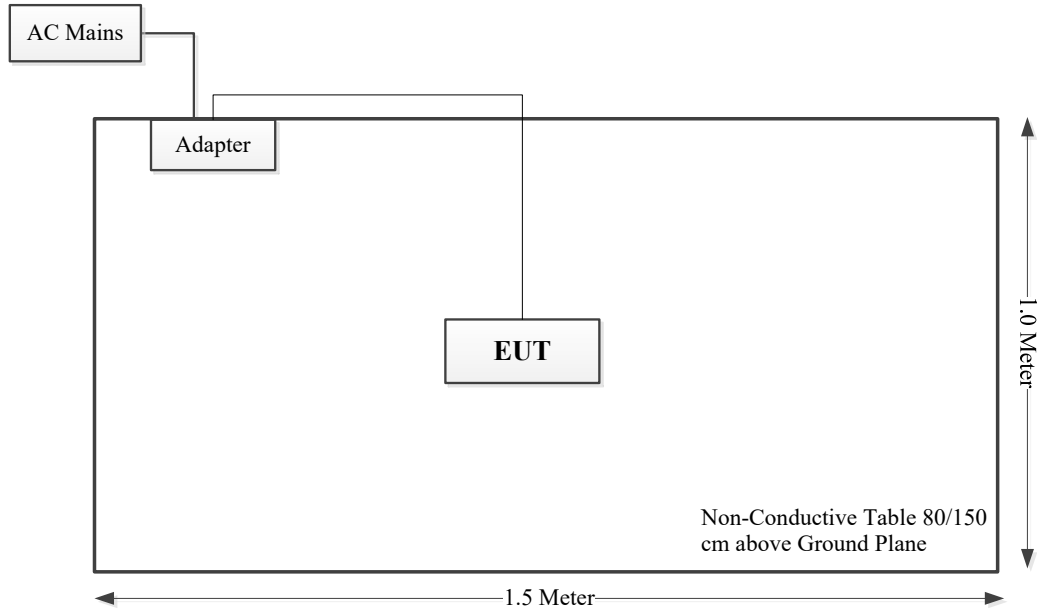 AC Mains
Adapter
EUT
1.0 Meter
Non-Conductive Table 80/150
cm above Ground Plane
1.5 Meter